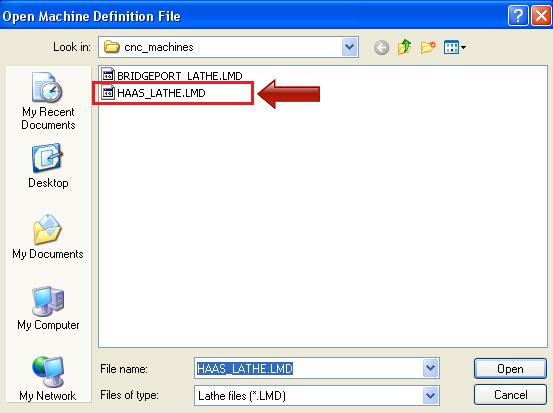 Open Machine Definition File
Look in: cnc_machines
BRIDGEPORT_LATHE.LMD
HAAS_LATHE.LMD
My Recent
Documents
Desktop
My Documents
My Computer
My Network
File name: HAAS_LATHE.LMD Open
Files of type: Lathe files (*.LMD) Cancel